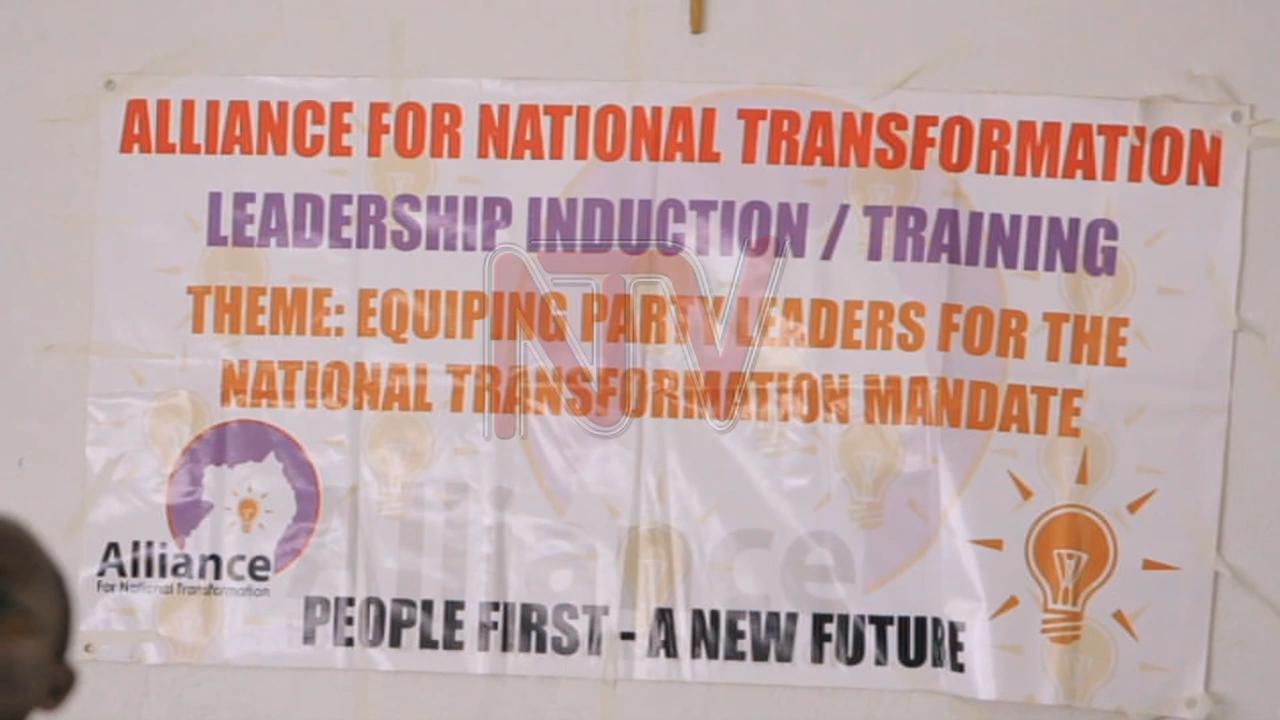 ALLIANCE FOR NATIONAL TRANSFORMATION
LEADERSHIP INDUCTION / TRAINING
THEME: EQUIPING PARTY LEADERS FOR THE
NATIONAL TRANSFORMATION MANDATE
NTV
Alliance
Alliance
For National Transformation
PEOPLE FIRST - A NEW FUTURE